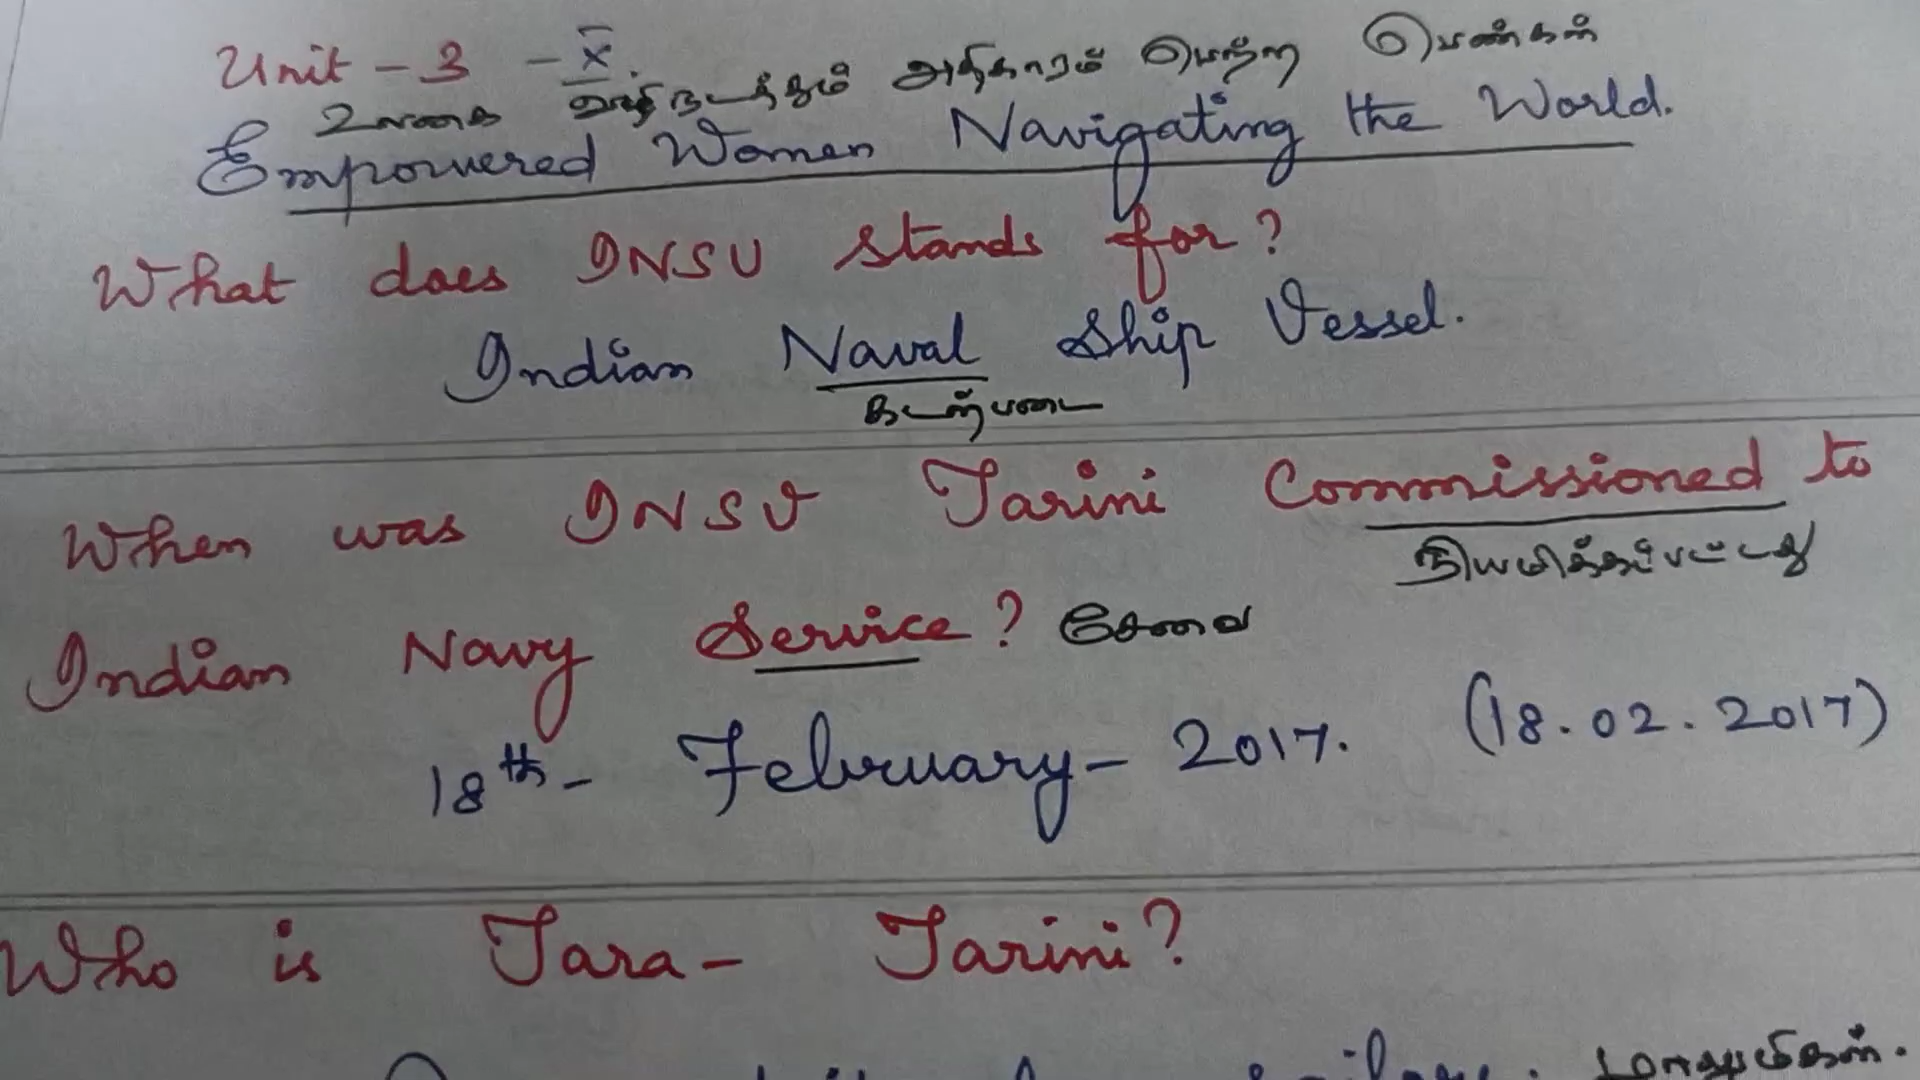 Unit - 3 - X
உலகை வழிநடத்தும் அதிகாரம் பெற்ற பெண்கள்
Empowered Women Navigating the World.
What does INSU stands for?
Indian Naval Ship Vessel.
கடற்படை
When was INSV Tarini Commissioned to
நியமிக்கப்பட்டது
Indian Navy Service? சேவை
18th - February - 2017. (18.02.2017)
Who is Tara - Tarini?